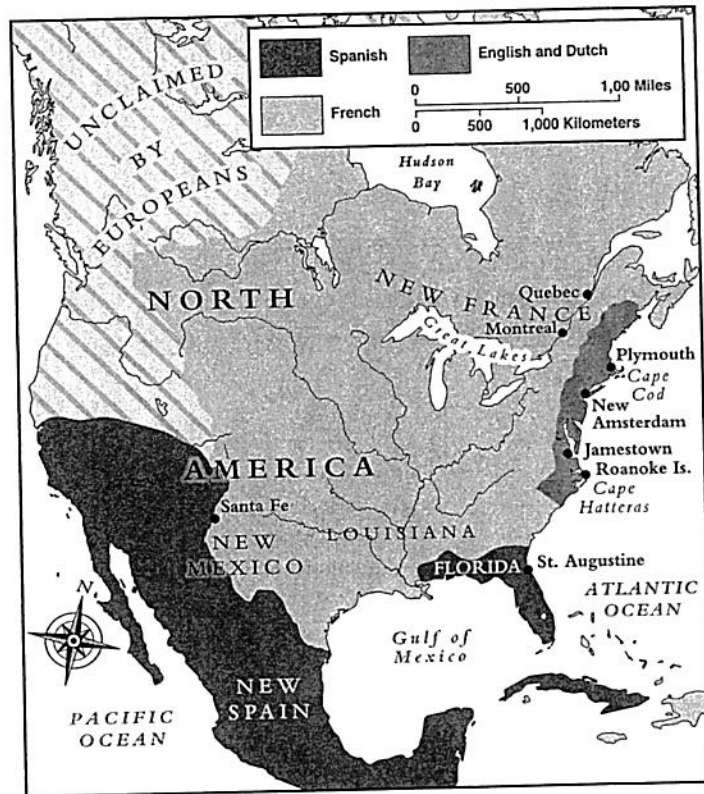 Spanish
English and Dutch
French
0 500 1,00 Miles
0 500 1,000 Kilometers
UNCLAIMED
BY
EUROPEANS
Hudson
Bay
NORTH
AMERICA
NEW FRANCE
Quebec
Montreal
Great Lakes
Plymouth
Cape
Cod
New
Amsterdam
Jamestown
Roanoke Is.
Cape
Hatteras
Santa Fe
NEW
MEXICO
LOUISIANA
FLORIDA
St. Augustine
ATLANTIC
OCEAN
N
Gulf of
Mexico
NEW
SPAIN
PACIFIC
OCEAN